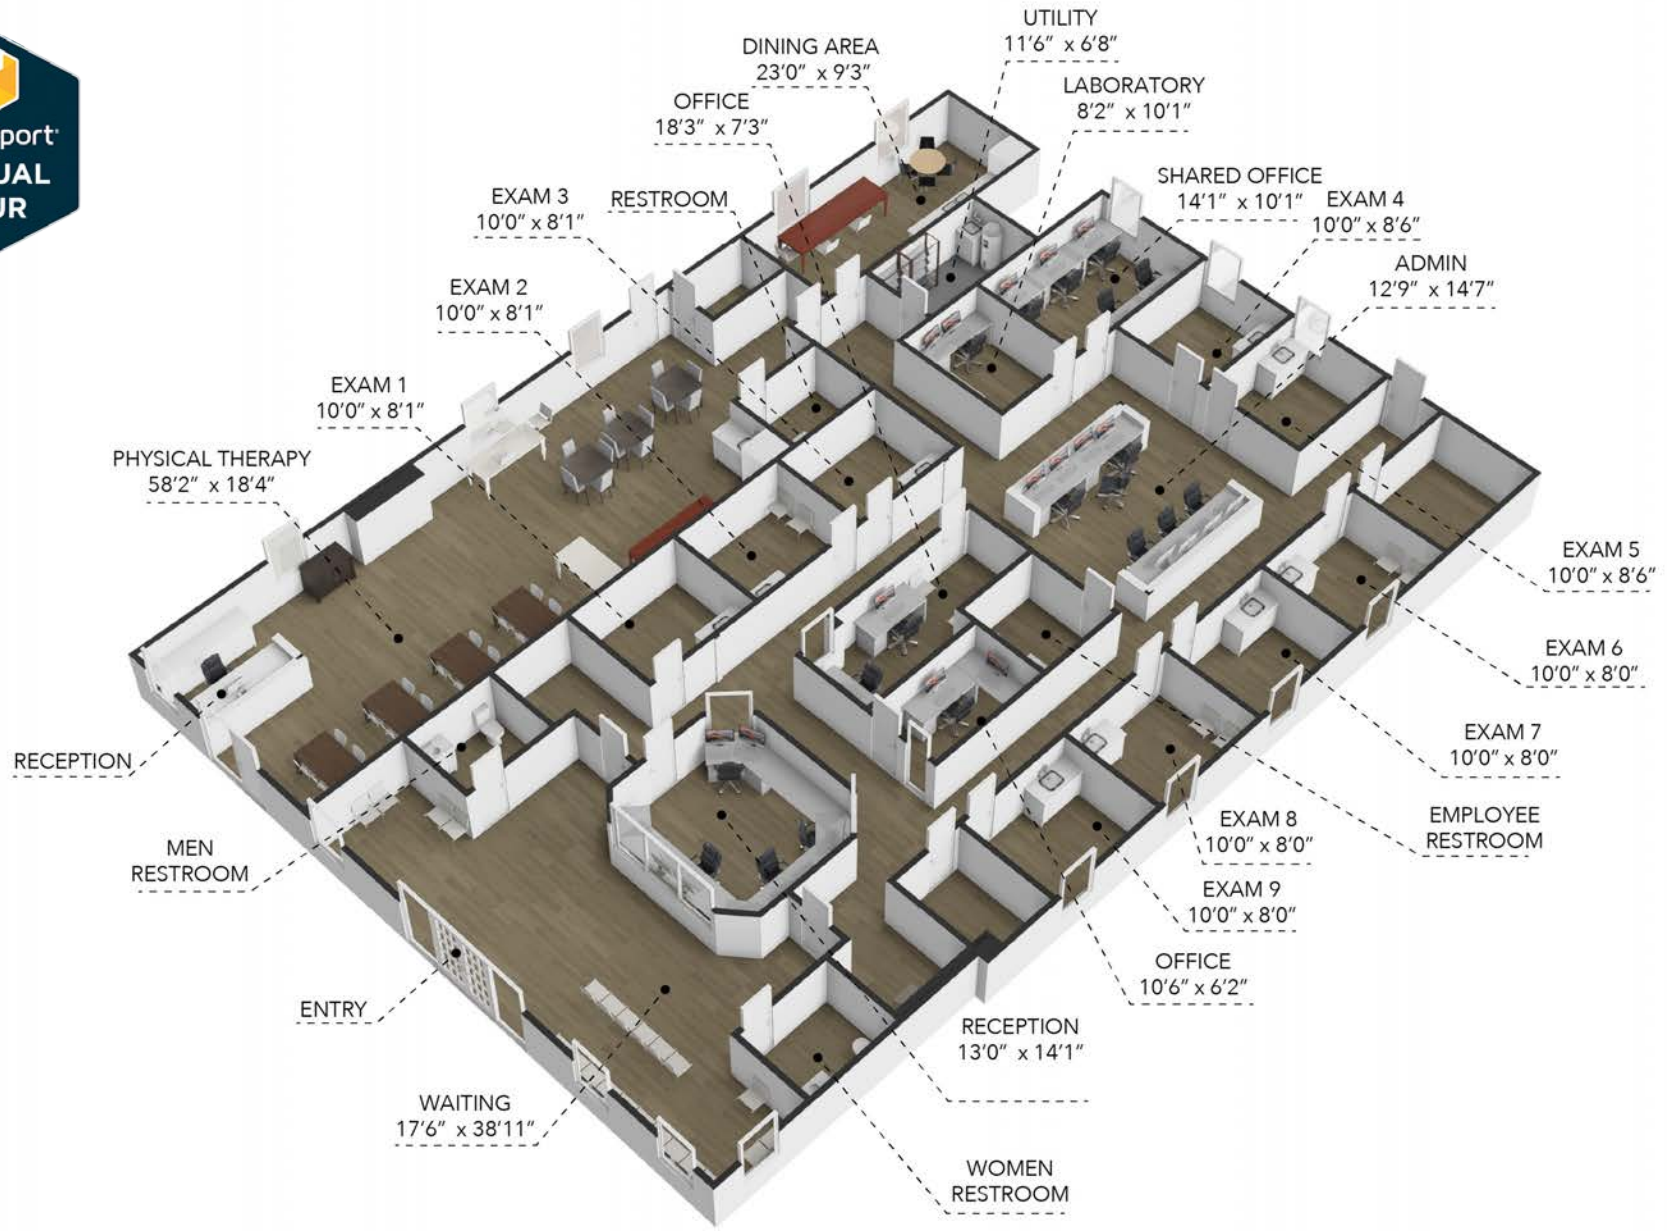 port
UAL
UR
UTILITY
11'6" x 6'8"
DINING AREA
23'0" x 9'3"
LABORATORY
8'2" x 10'1"
OFFICE
18'3" x 7'3"
SHARED OFFICE
14'1" x 10'1"
EXAM 3
10'0" x 8'1"
RESTROOM
EXAM 4
10'0" x 8'6"
ADMIN
12'9" x 14'7"
EXAM 2
10'0" x 8'1"
EXAM 1
10'0" x 8'1"
PHYSICAL THERAPY
58'2" x 18'4"
EXAM 5
10'0" x 8'6"
EXAM 6
10'0" x 8'0"
EXAM 7
10'0" x 8'0"
RECEPTION
EXAM 8
10'0" x 8'0"
EMPLOYEE
RESTROOM
MEN
RESTROOM
EXAM 9
10'0" x 8'0"
OFFICE
10'6" x 6'2"
ENTRY
RECEPTION
13'0" x 14'1"
WAITING
17'6" x 38'11"
WOMEN
RESTROOM